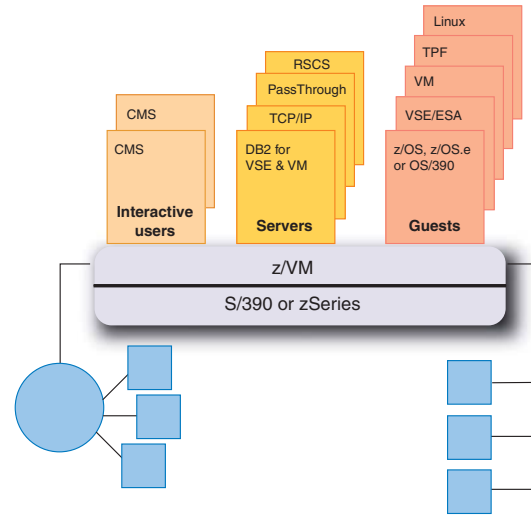 Linux
TPF
VM
VSE/ESA
z/OS, z/OS.e
or OS/390
Guests
RSCS
PassThrough
TCP/IP
DB2 for
VSE & VM
Servers
CMS
CMS
Interactive
users
z/VM
S/390 or zSeries